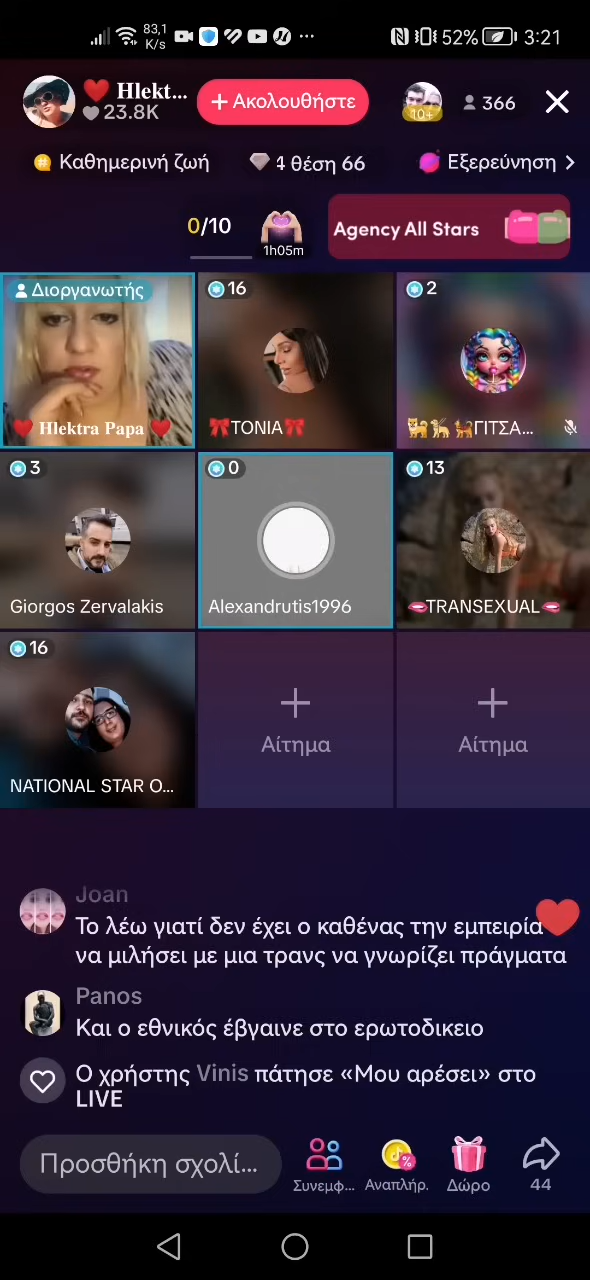 83,1 K/s 52% 3:21
Hlekt...
23.8K
+ Ακολουθήστε
10+
366
Καθημερινή ζωή
4 θέση 66
Εξερεύνηση >
0/10
1h05m
Agency All Stars
Διοργανωτής
Hlektra Papa
16
TONIA
2
ΓΙΤΣΑ...
3
Giorgos Zervalakis
0
Alexandrutis1996
13
TRANSEXUAL
16
NATIONAL STAR O...
Αίτημα
Αίτημα
Joan
Το λέω γιατί δεν έχει ο καθένας την εμπειρία
να μιλήσει με μια τρανς να γνωρίζει πράγματα
Panos
Και ο εθνικός έβγαινε στο ερωτοδικειο
Ο χρήστης Vinis πάτησε «Μου αρέσει» στο
LIVE
Προσθήκη σχολί...
Συνεμφ...
Αναπλήρ.
Δώρο
44